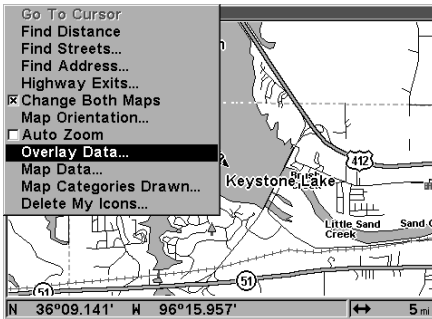 Go To Cursor
Find Distance
Find Streets...
Find Address...
Highway Exits...
Change Both Maps
Map Orientation...
Auto Zoom
Overlay Data...
Map Data...
Map Categories Drawn...
Delete My Icons...
412
Keystone Lake
Little Sand
Creek
Sand
51
51
N 36°09.141' W 96°15.957'
5 mi